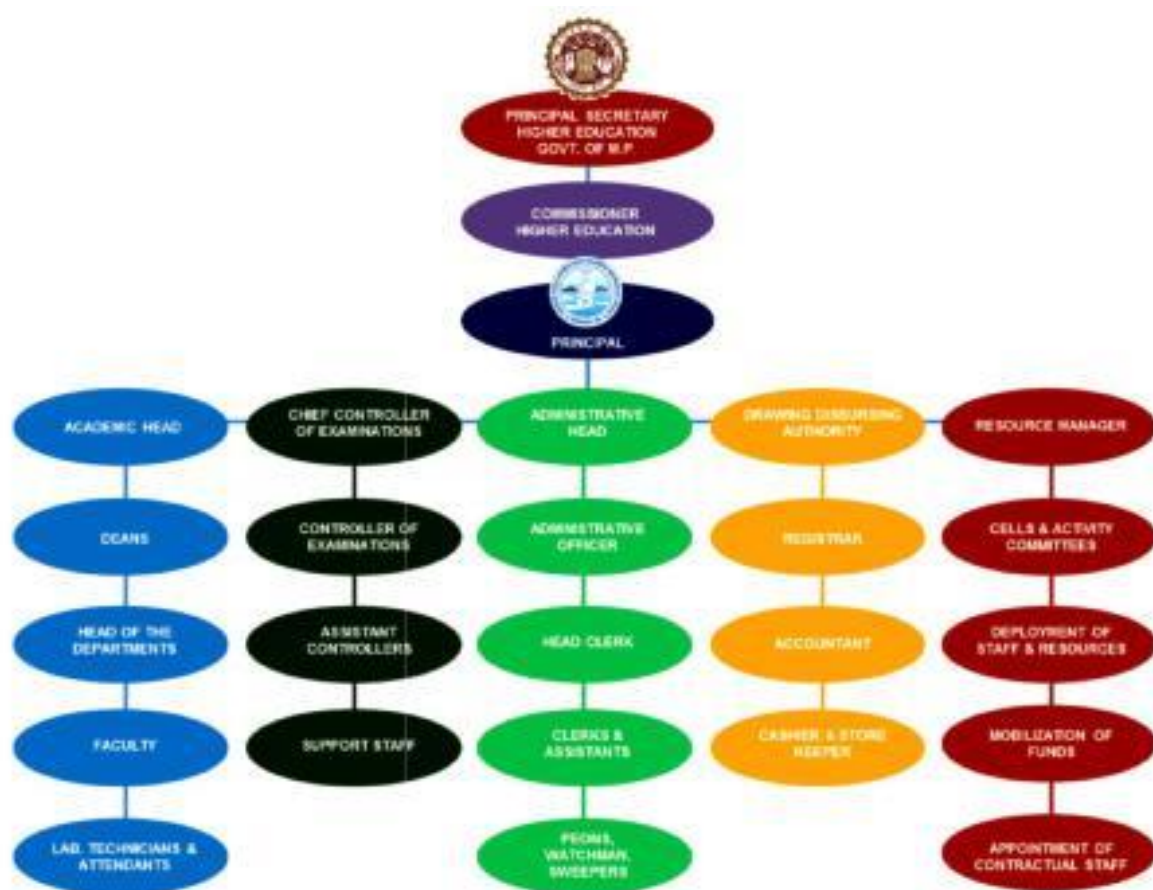 PRINCIPAL SECRETARY
HIGHER EDUCATION
GOVT. OF M.P
COMMISSIONER
HIGHER EDUCATION
PRINCIPAL
ACADEMIC HEAD
CHIEF CONTROLLER
OF EXAMINATIONS
ADMINISTRATIVE
HEAD
DRAWING DISBURSING
AUTHORITY
RESOURCE MANAGER
DEANS
CONTROLLER OF
EXAMINATIONS
ADMINISTRATIVE
OFFICER
REGISTRAR
CELLS & ACTIVITY
COMMITTEES
HEAD OF THE
DEPARTMENTS
ASSISTANT
CONTROLLERS
HEAD CLERK
ACCOUNTANT
DEPLOYMENT OF
STAFF & RESOURCES
FACULTY
SUPPORT STAFF
CLERKS &
ASSISTANTS
CASHIER & STORE
KEEPER
MOBILIZATION OF
FUNDS
LAB. TECHNICIANS &
ATTENDANTS
PEONS,
WATCHMAN,
SWEEPERS
APPOINTMENT OF
CONTRACTUAL STAFF